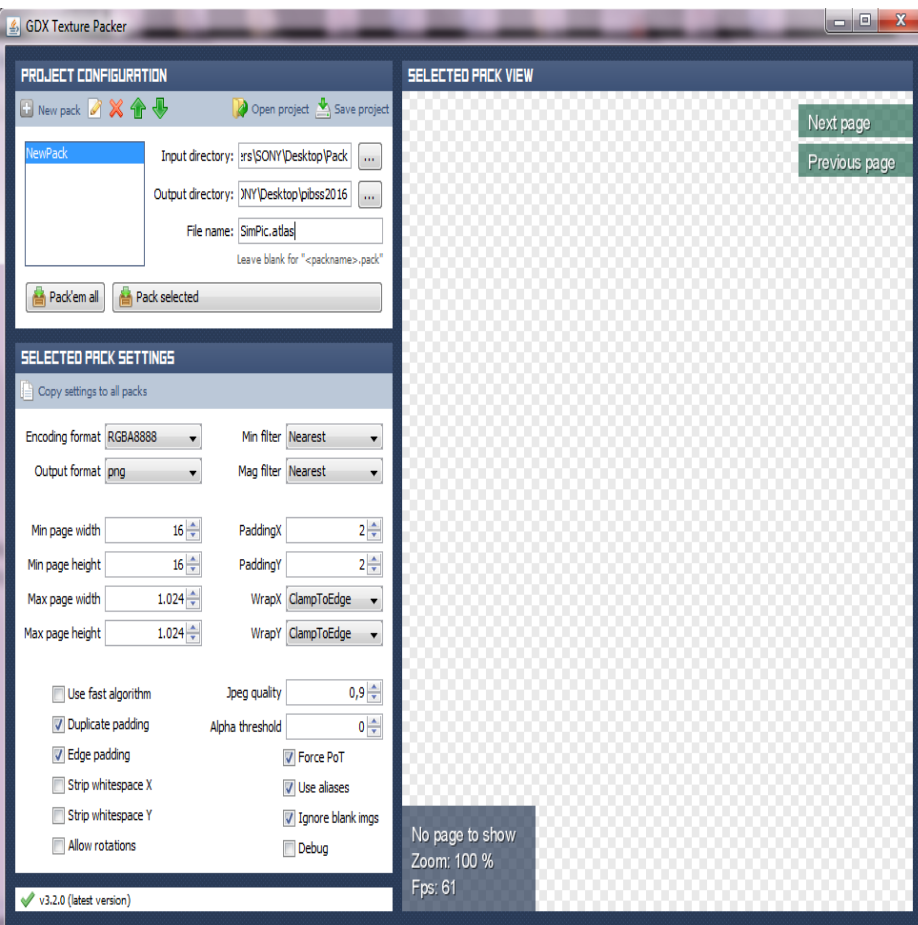 GDX Texture Packer
PROJECT CONFIGURATION
New pack
Open project
Save project
NewPack
Input directory: ers\SONY\Desktop\Pack ...
Output directory: NY\Desktop\pibss2016 ...
File name: SimPic.atlas
Leave blank for "<packname>.pack"
Pack'em all
Pack selected
SELECTED PACK SETTINGS
Copy settings to all packs
Encoding format RGBA8888
Min filter Nearest
Output format png
Mag filter Nearest
Min page width 16
PaddingX 2
Min page height 16
PaddingY 2
Max page width 1.024
WrapX ClampToEdge
Max page height 1.024
WrapY ClampToEdge
Use fast algorithm
Jpeg quality 0,9
Duplicate padding
Alpha threshold 0
Edge padding
Force PoT
Strip whitespace X
Use aliases
Strip whitespace Y
Ignore blank imgs
Allow rotations
Debug
v3.2.0 (latest version)
SELECTED PACK VIEW
Next page
Previous page
No page to show
Zoom: 100 %
Fps: 61